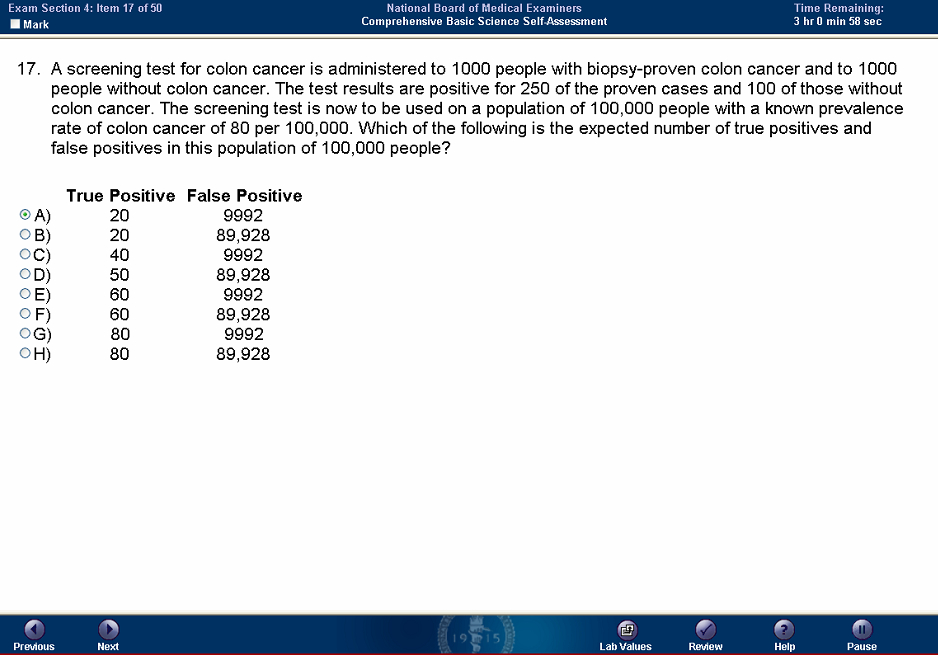 Exam Section 4: Item 17 of 50
National Board of Medical Examiners
Time Remaining:
Mark
Comprehensive Basic Science Self-Assessment
3 hr 0 min 58 sec
17. A screening test for colon cancer is administered to 1000 people with biopsy-proven colon cancer and to 1000
people without colon cancer. The test results are positive for 250 of the proven cases and 100 of those without
colon cancer. The screening test is now to be used on a population of 100,000 people with a known prevalence
rate of colon cancer of 80 per 100,000. Which of the following is the expected number of true positives and
false positives in this population of 100,000 people?
True Positive False Positive
A) 20 9992
B) 20 89,928
C) 40 9992
D) 50 89,928
E) 60 9992
F) 60 89,928
G) 80 9992
H) 80 89,928
19 15
Previous Next Lab Values Review Help Pause